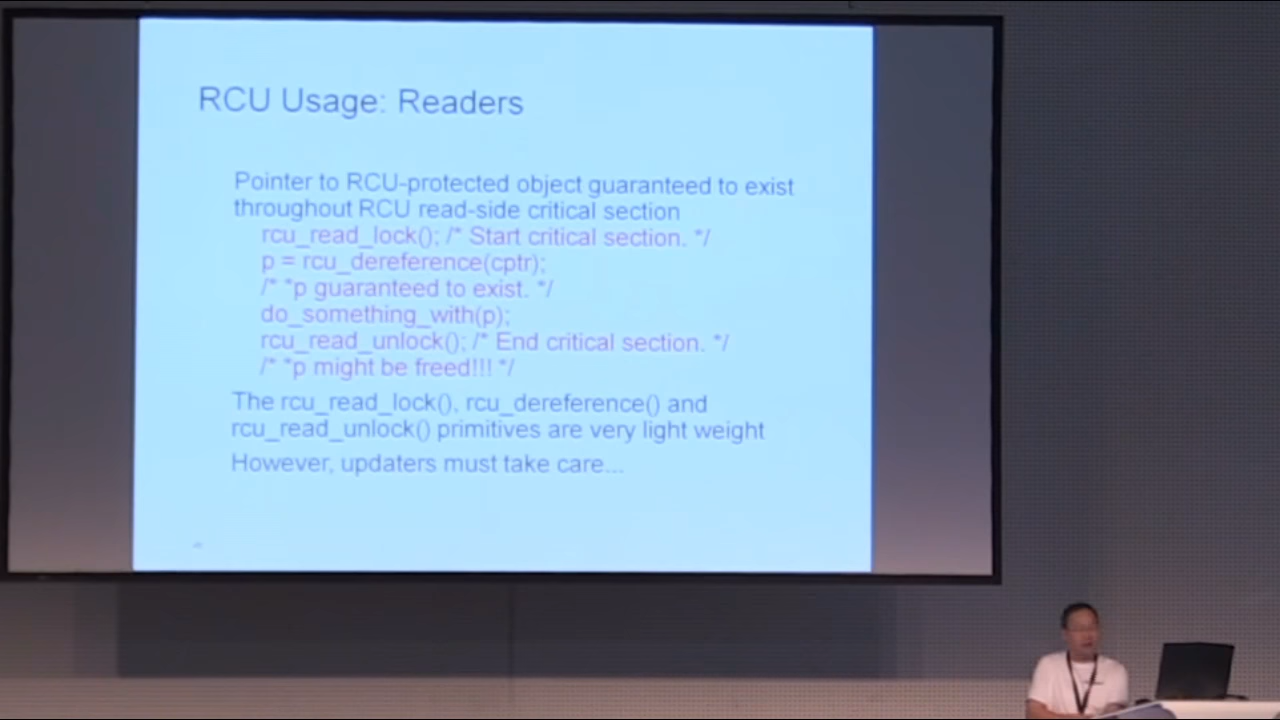 RCU Usage: Readers
Pointer to RCU-protected object guaranteed to exist
throughout RCU read-side critical section
rcu_read_lock(); /* Start critical section. */
p = rcu_dereference(cptr);
/* *p guaranteed to exist. */
do_something_with(p);
rcu_read_unlock(); /* End critical section. */
/* *p might be freed!!! */
The rcu_read_lock(), rcu_dereference() and
rcu_read_unlock() primitives are very light weight
However, updaters must take care...